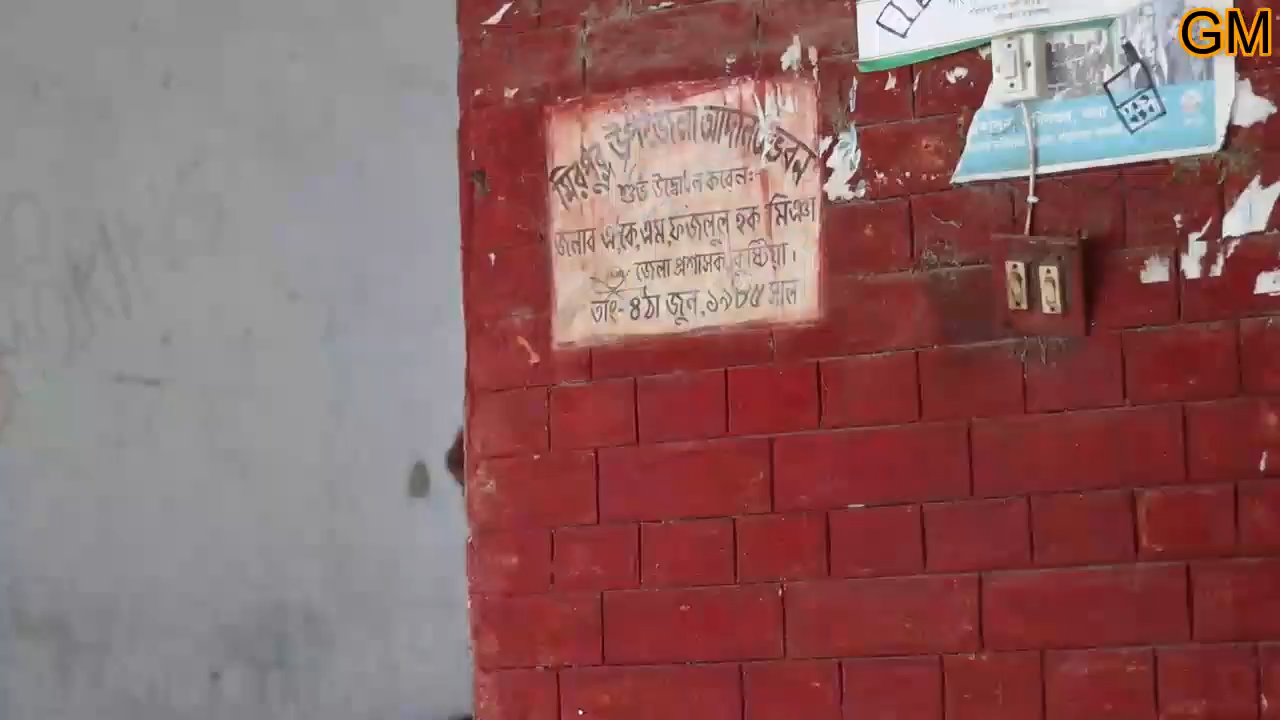 GM
মিরপুর উপজেলা আদালত ভবন
শুভ উদ্বোধন করেন:-
জনাব এ,কে,এম,ফজলুল হক মিঞা
জেলা প্রশাসক, কুষ্টিয়া।
তাং- ৪ঠা জুন, ১৯৮৫ সাল